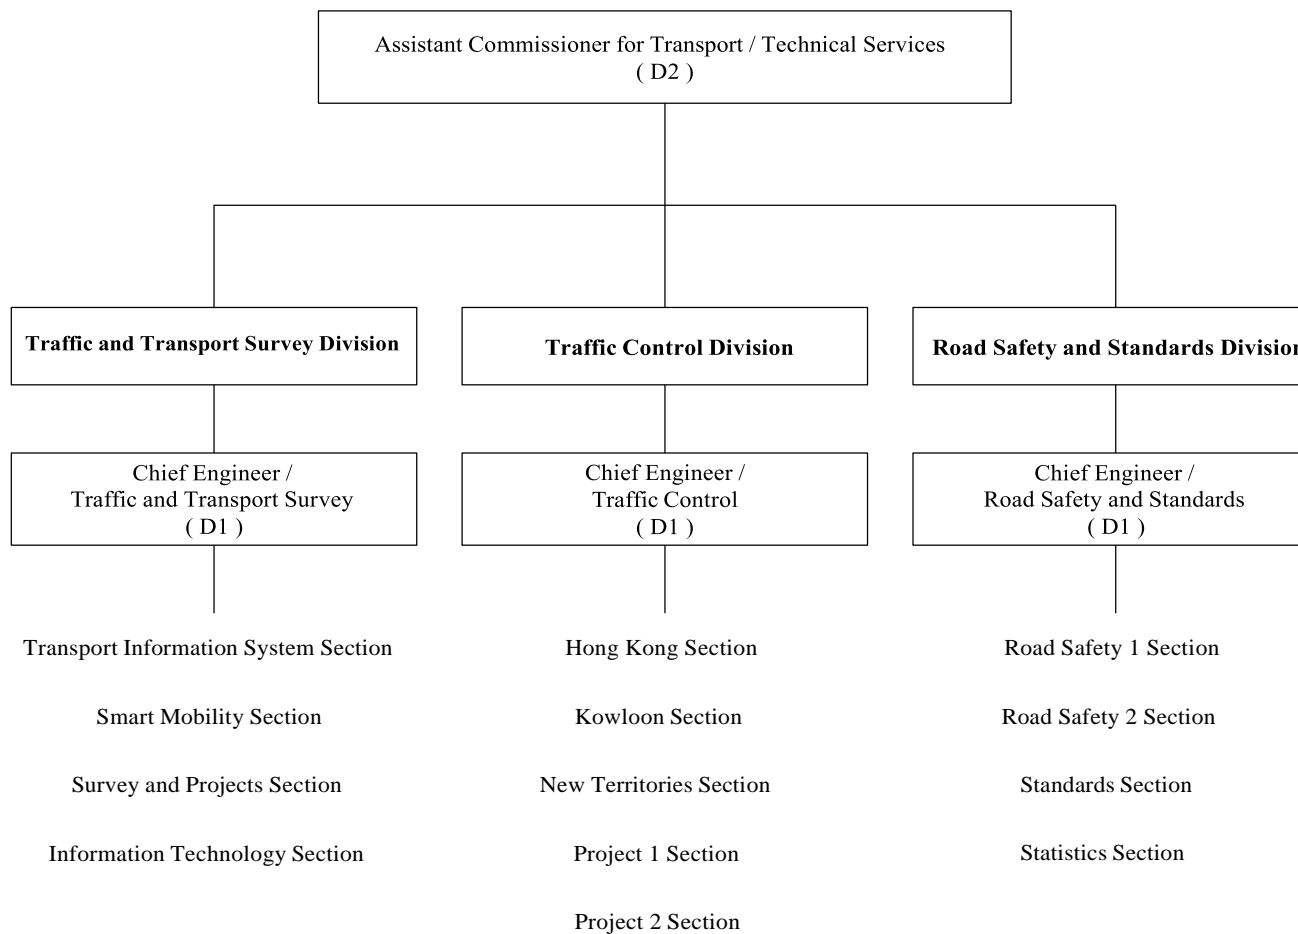 Assistant Commissioner for Transport / Technical Services
( D2 )
Traffic and Transport Survey Division
Traffic Control Division
Road Safety and Standards Division
Chief Engineer /
Traffic and Transport Survey
( D1 )
Chief Engineer /
Traffic Control
( D1 )
Chief Engineer /
Road Safety and Standards
( D1 )
Transport Information System Section
Smart Mobility Section
Survey and Projects Section
Information Technology Section
Hong Kong Section
Kowloon Section
New Territories Section
Project 1 Section
Project 2 Section
Road Safety 1 Section
Road Safety 2 Section
Standards Section
Statistics Section